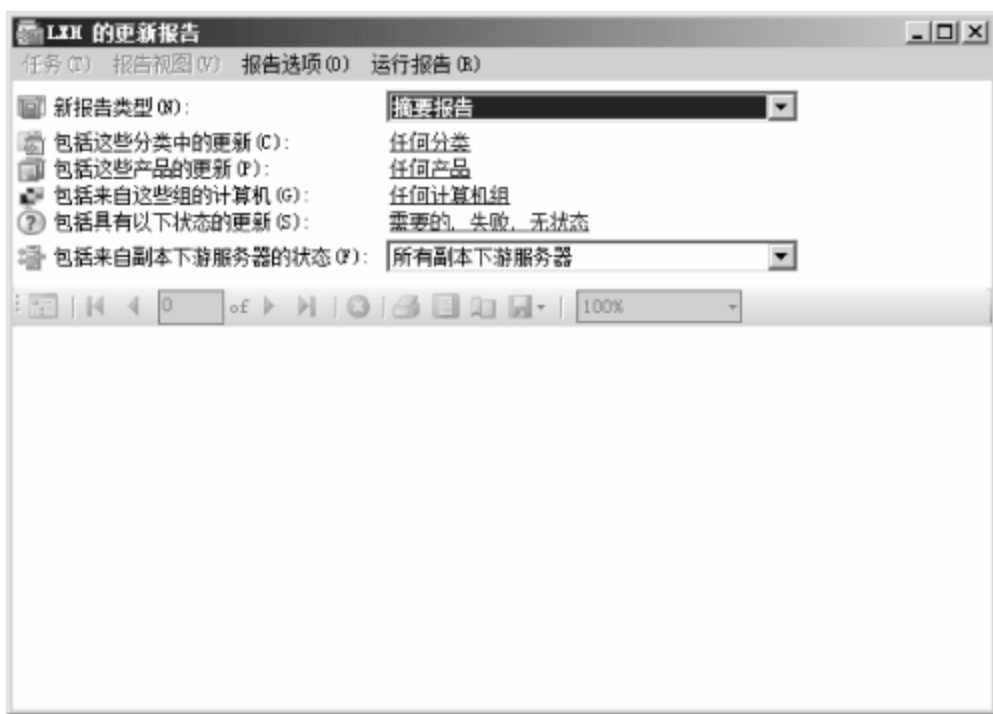 LXH 的更新报告
任务(T) 报告视图(V) 报告选项(O) 运行报告(R)
新报告类型(N): 摘要报告
包括这些分类中的更新(C): 任何分类
包括这些产品的更新(P): 任何产品
包括来自这些组的计算机(G): 任何计算机组
包括具有以下状态的更新(S): 需要的, 失败, 无状态
包括来自副本下游服务器的状态(F): 所有副本下游服务器
0 of 100%